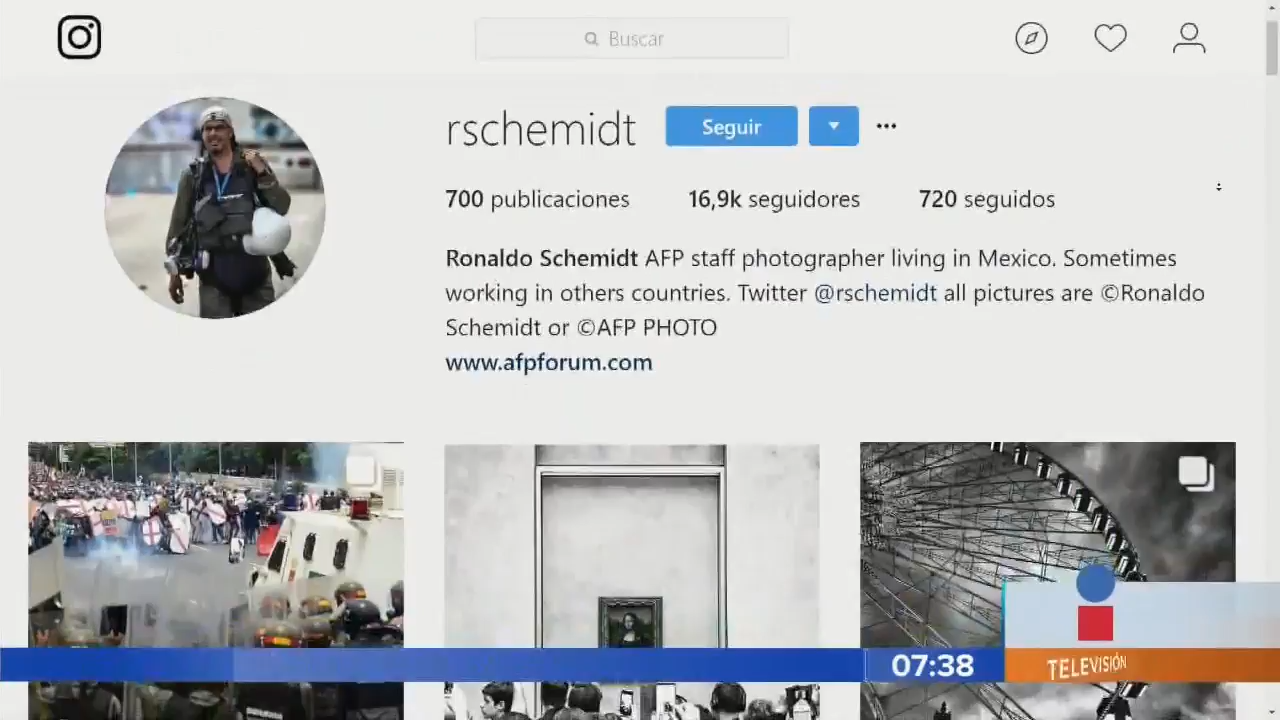 Buscar
rschemidt Seguir
700 publicaciones 16,9k seguidores 720 seguidos
Ronaldo Schemidt AFP staff photographer living in Mexico. Sometimes
working in others countries. Twitter @rschemidt all pictures are ©Ronaldo
Schemidt or ©AFP PHOTO
www.afpforum.com
07:38
TELEVISIÓN